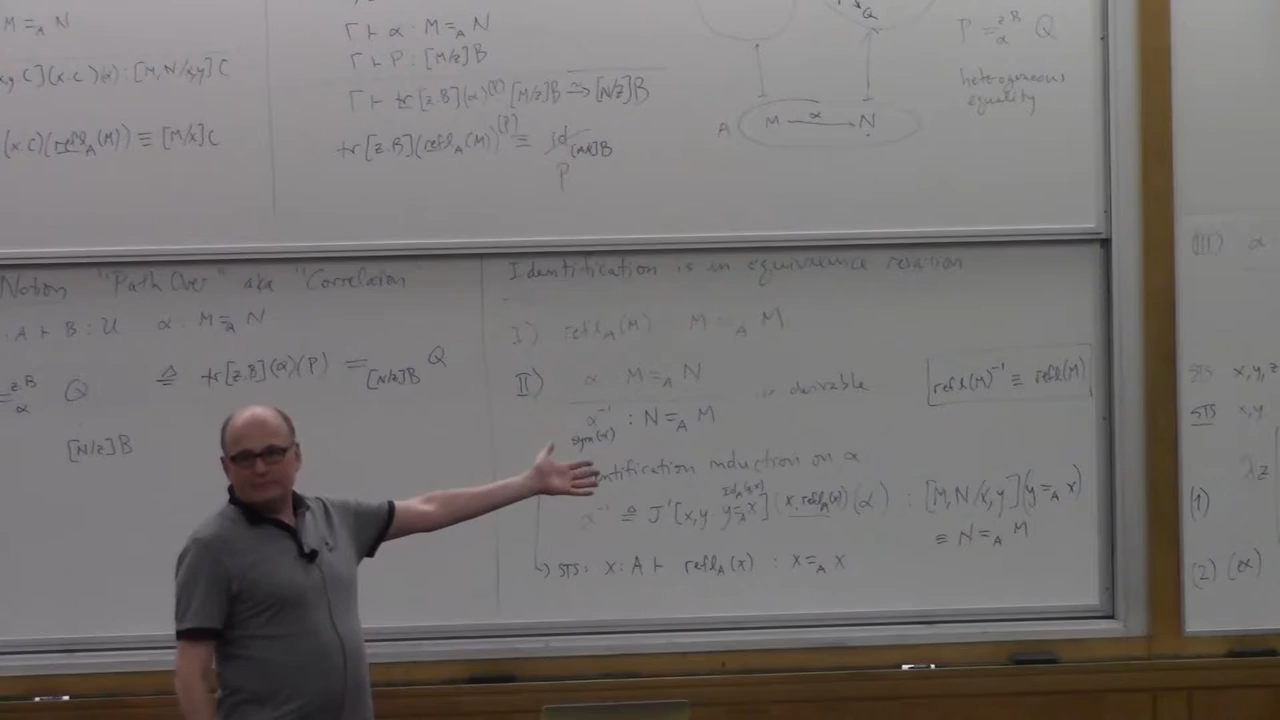 M =_A N
x,y. C](x.C)(α) : [M,N/x,y] C
(x.C)(refl_A(M)) ≡ [M/x] C
Γ ⊢ α : M =_A N
Γ ⊢ P : [M/z] B
Γ ⊢ tr[z.B](α)(P) [M/z]B → [N/z]B
tr[z.B](refl_A(M))(P) ≡ id [M/z]B
P
Q
A M α N
P =^{z.B}_α Q
heterogeneous
equality
Notion "Path Over" aka "Correlation"
. A ⊢ B : U α : M =_A N
=^{z.B}_α Q ≜ tr[z.B](α)(P) =_{[N/z]B} Q
[N/z]B
Identification is an equivalence relation
I) refl_A(M) M =_A M
II) α M =_A N
α⁻¹ : N =_A M is derivable
sym(α)
refl(M)⁻¹ ≡ refl(M)
identification induction on α
Id_A(y,x)
α⁻¹ ≜ J'[x,y. y =_A x](x.refl_A(x))(α) : [M,N/x,y](y =_A x)
≡ N =_A M
STS: x:A ⊢ refl_A(x) : x =_A x
(III) α
STS x,y,z
STS x,y
λz
(1)
(2) (α